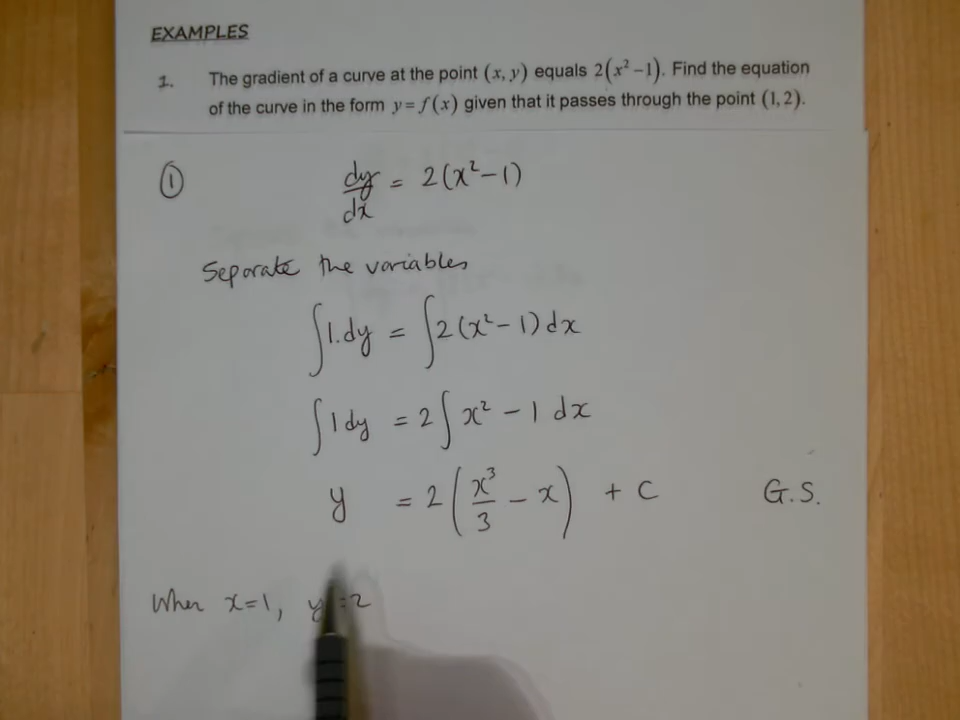 EXAMPLES
1. The gradient of a curve at the point (x, y) equals 2(x² −1). Find the equation
of the curve in the form y = f(x) given that it passes through the point (1, 2).
① dy/dx = 2(x² − 1)
Separate the variables
∫1.dy = ∫2(x² − 1) dx
∫1 dy = 2∫x² − 1 dx
y = 2(x³/3 − x) + C G.S.
When x=1, y=2